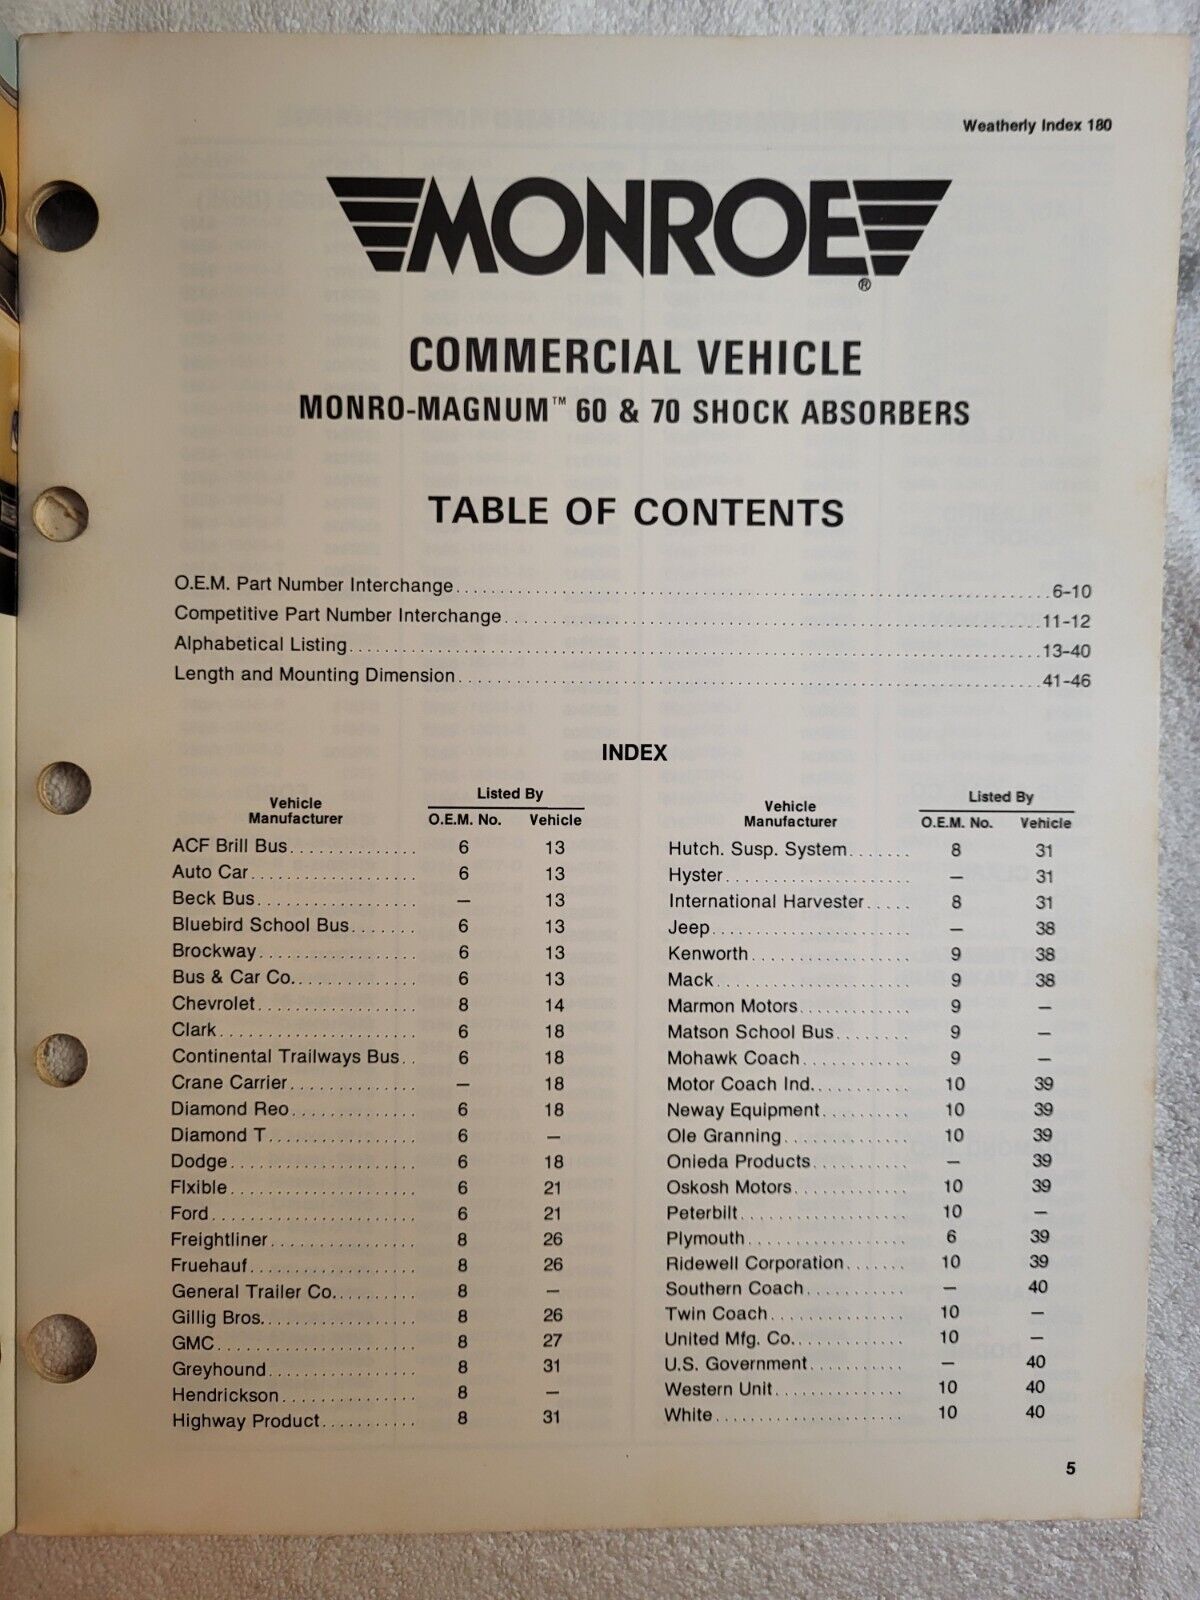 Weatherly Index 180
MONROE®
COMMERCIAL VEHICLE
MONRO-MAGNUM™ 60 & 70 SHOCK ABSORBERS
TABLE OF CONTENTS
O.E.M. Part Number Interchange 6-10
Competitive Part Number Interchange 11-12
Alphabetical Listing 13-40
Length and Mounting Dimension 41-46
INDEX
Vehicle Manufacturer Listed By O.E.M. No. Vehicle
ACF Brill Bus 6 13
Auto Car 6 13
Beck Bus — 13
Bluebird School Bus 6 13
Brockway 6 13
Bus & Car Co. 6 13
Chevrolet 8 14
Clark 6 18
Continental Trailways Bus 6 18
Crane Carrier — 18
Diamond Reo 6 18
Diamond T 6 —
Dodge 6 18
Flxible 6 21
Ford 6 21
Freightliner 8 26
Fruehauf 8 26
General Trailer Co. 8 —
Gillig Bros. 8 26
GMC 8 27
Greyhound 8 31
Hendrickson 8 —
Highway Product 8 31
Vehicle Manufacturer Listed By O.E.M. No. Vehicle
Hutch. Susp. System 8 31
Hyster — 31
International Harvester 8 31
Jeep — 38
Kenworth 9 38
Mack 9 38
Marmon Motors 9 —
Matson School Bus 9 —
Mohawk Coach 9 —
Motor Coach Ind. 10 39
Neway Equipment 10 39
Ole Granning 10 39
Onieda Products — 39
Oskosh Motors 10 39
Peterbilt 10 —
Plymouth 6 39
Ridewell Corporation 10 39
Southern Coach — 40
Twin Coach 10 —
United Mfg. Co. 10 —
U.S. Government — 40
Western Unit 10 40
White 10 40
5